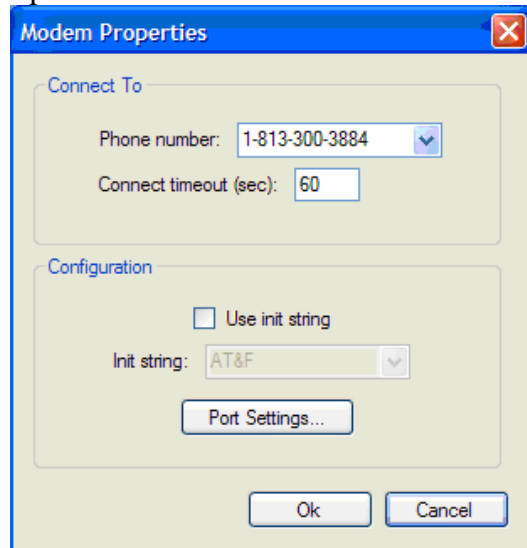 Modem Properties
Connect To
Phone number: 1-813-300-3884
Connect timeout (sec): 60
Configuration
Use init string
Init string: AT&F
Port Settings...
Ok Cancel